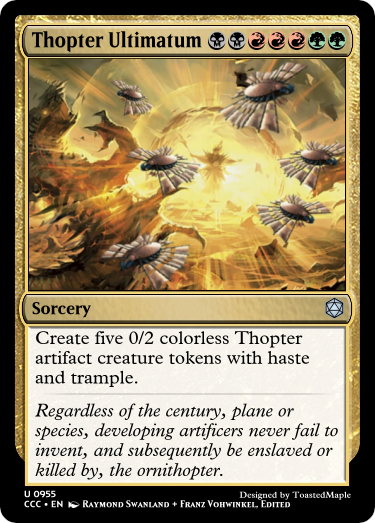 Thopter Ultimatum
Sorcery
Create five 0/2 colorless Thopter
artifact creature tokens with haste
and trample.
Regardless of the century, plane or
species, developing artificers never fail to
invent, and subsequently be enslaved or
killed by, the ornithopter.
U 0955
Designed by ToastedMaple
CCC • EN Raymond Swanland + Franz Vohwinkel, Edited